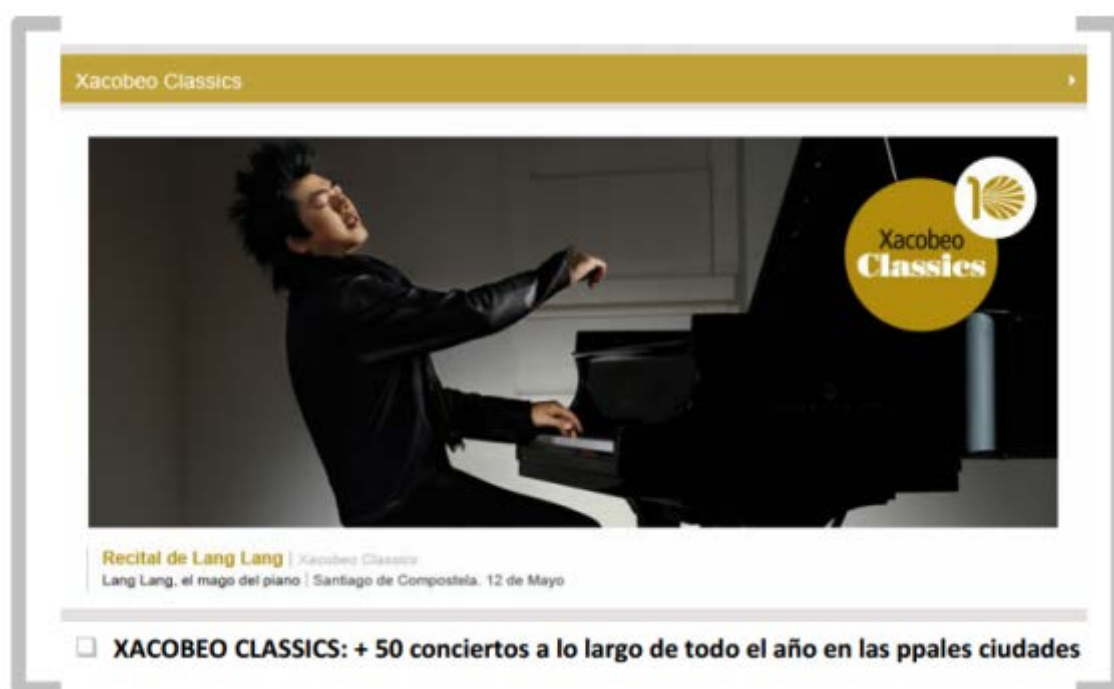 Xacobeo Classics
10
Xacobeo
Classics
Recital de Lang Lang | Xacobeo Classics
Lang Lang, el mago del piano | Santiago de Compostela. 12 de Mayo
XACOBEO CLASSICS: + 50 conciertos a lo largo de todo el año en las ppales ciudades